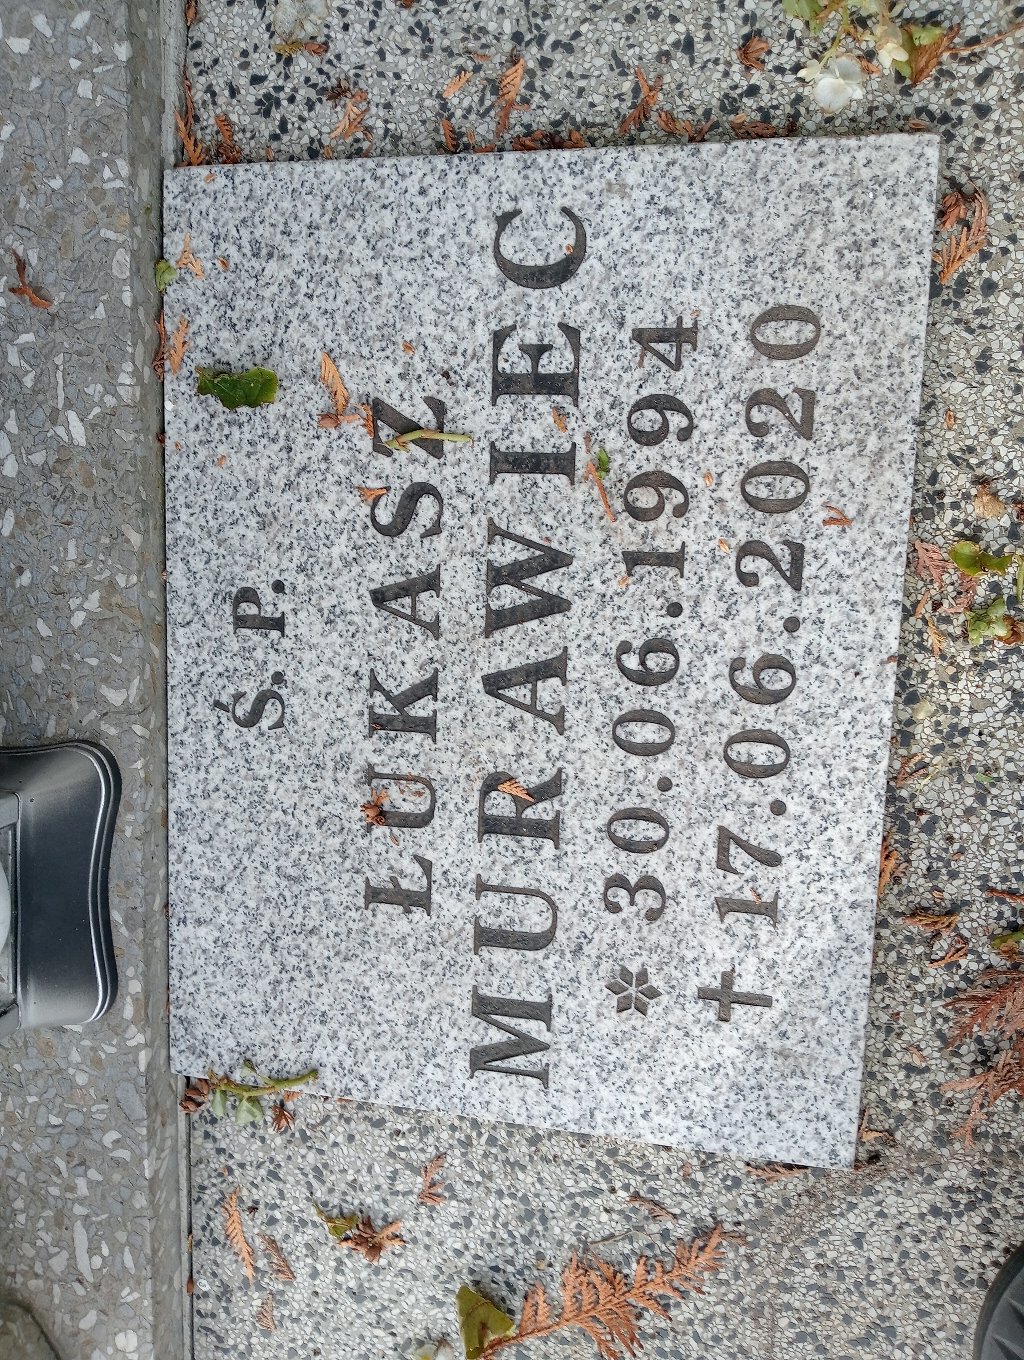 Ś. P.
ŁUKASZ
MURAWIEC
* 30.06.1994
† 17.06.2020